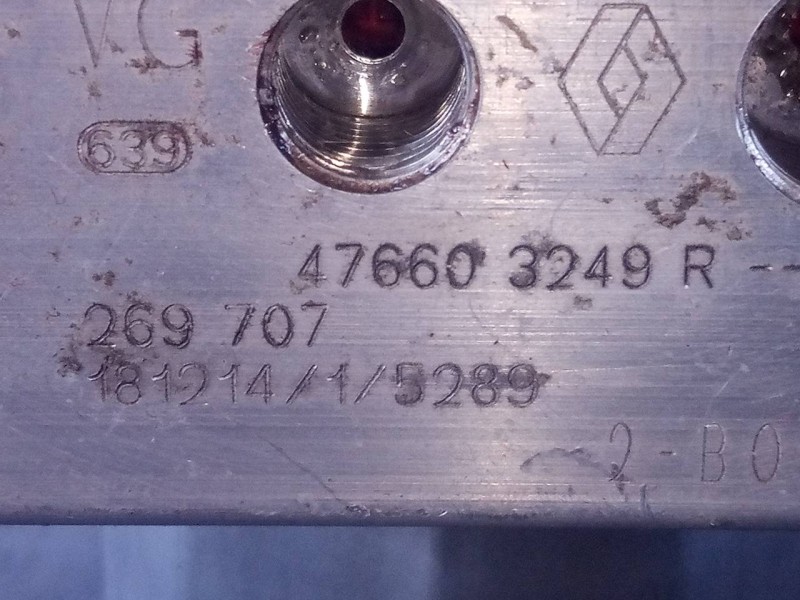 VG
639
47660 3249 R --
269 707
181214/1/5289
2-B0